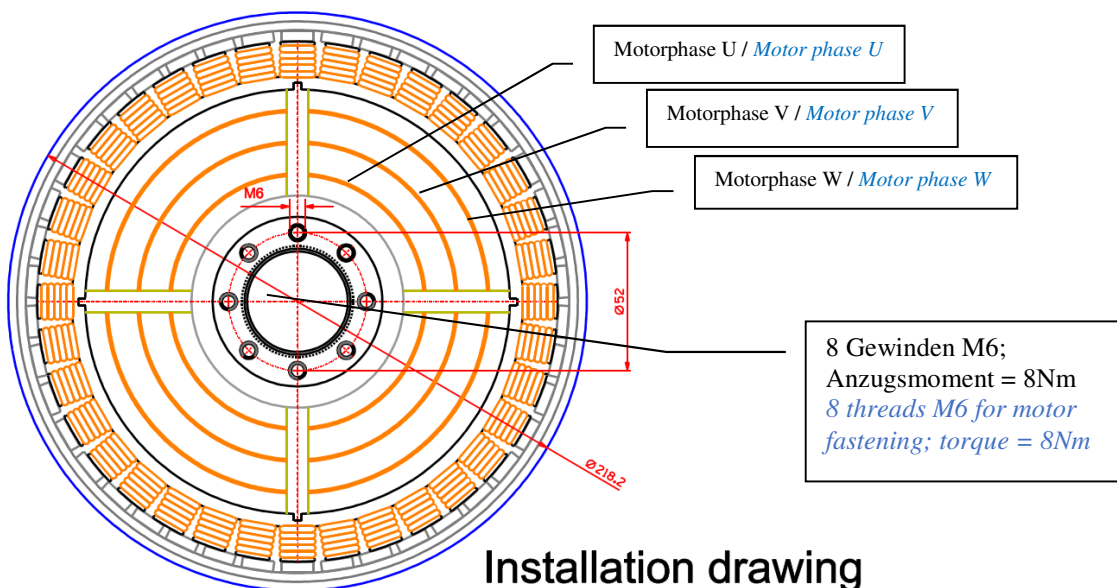 Motorphase U / Motor phase U
Motorphase V / Motor phase V
Motorphase W / Motor phase W
M6
Ø52
8 Gewinden M6;
Anzugsmoment = 8Nm
8 threads M6 for motor
fastening; torque = 8Nm
Ø218,2
Installation drawing